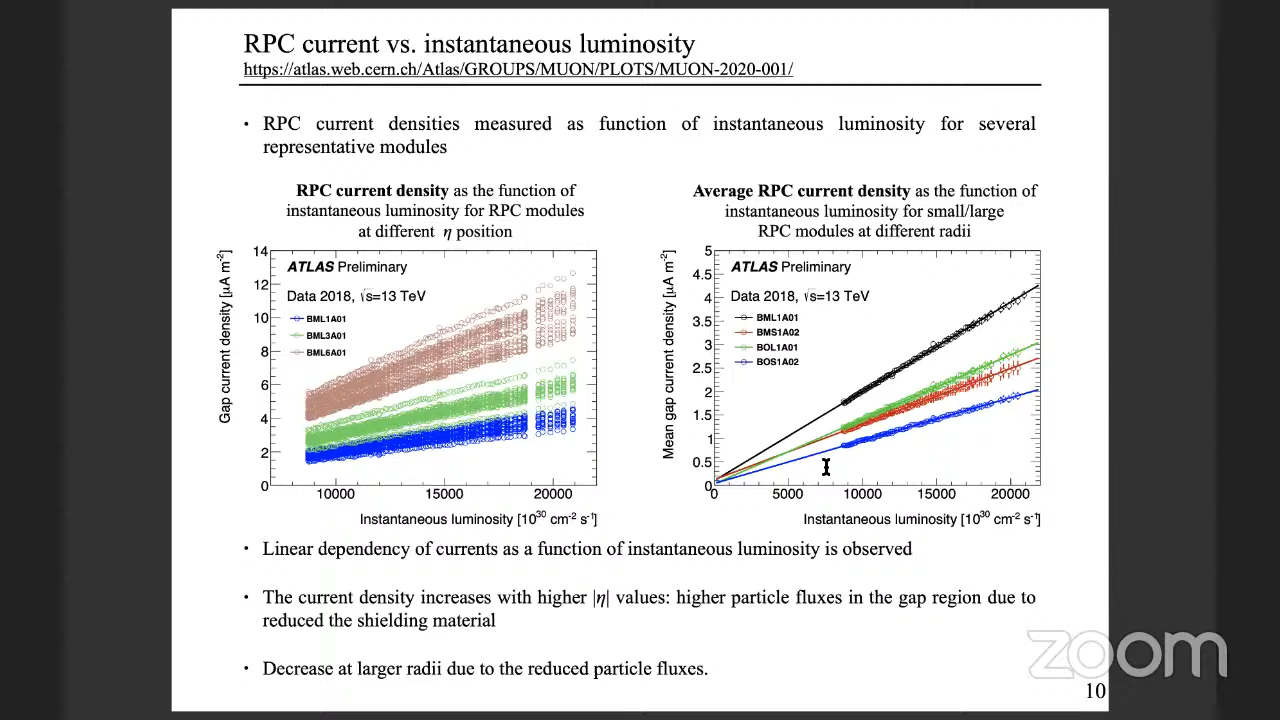 RPC current vs. instantaneous luminosity
https://atlas.web.cern.ch/Atlas/GROUPS/MUON/PLOTS/MUON-2020-001/
• RPC current densities measured as function of instantaneous luminosity for several
representative modules
RPC current density as the function of
instantaneous luminosity for RPC modules
at different η position
Gap current density [μA m⁻²]
14
12
10
8
6
4
2
0
ATLAS Preliminary
Data 2018, √s=13 TeV
BML1A01
BML3A01
BML6A01
10000 15000 20000
Instantaneous luminosity [10³⁰ cm⁻² s⁻¹]
Average RPC current density as the function of
instantaneous luminosity for small/large
RPC modules at different radii
Mean gap current density [μA m⁻²]
5
4.5
4
3.5
3
2.5
2
1.5
1
0.5
0
ATLAS Preliminary
Data 2018, √s=13 TeV
BML1A01
BMS1A02
BOL1A01
BOS1A02
0 5000 10000 15000 20000
Instantaneous luminosity [10³⁰ cm⁻² s⁻¹]
• Linear dependency of currents as a function of instantaneous luminosity is observed
• The current density increases with higher |η| values: higher particle fluxes in the gap region due to
reduced the shielding material
• Decrease at larger radii due to the reduced particle fluxes.
zoom
10